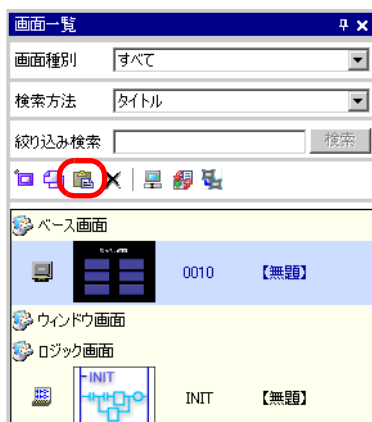 画面一覧
画面種別 すべて
検索方法 タイトル
絞り込み検索 検索
ベース画面
0010 【無題】
ウィンドウ画面
ロジック画面
INIT
INIT 【無題】